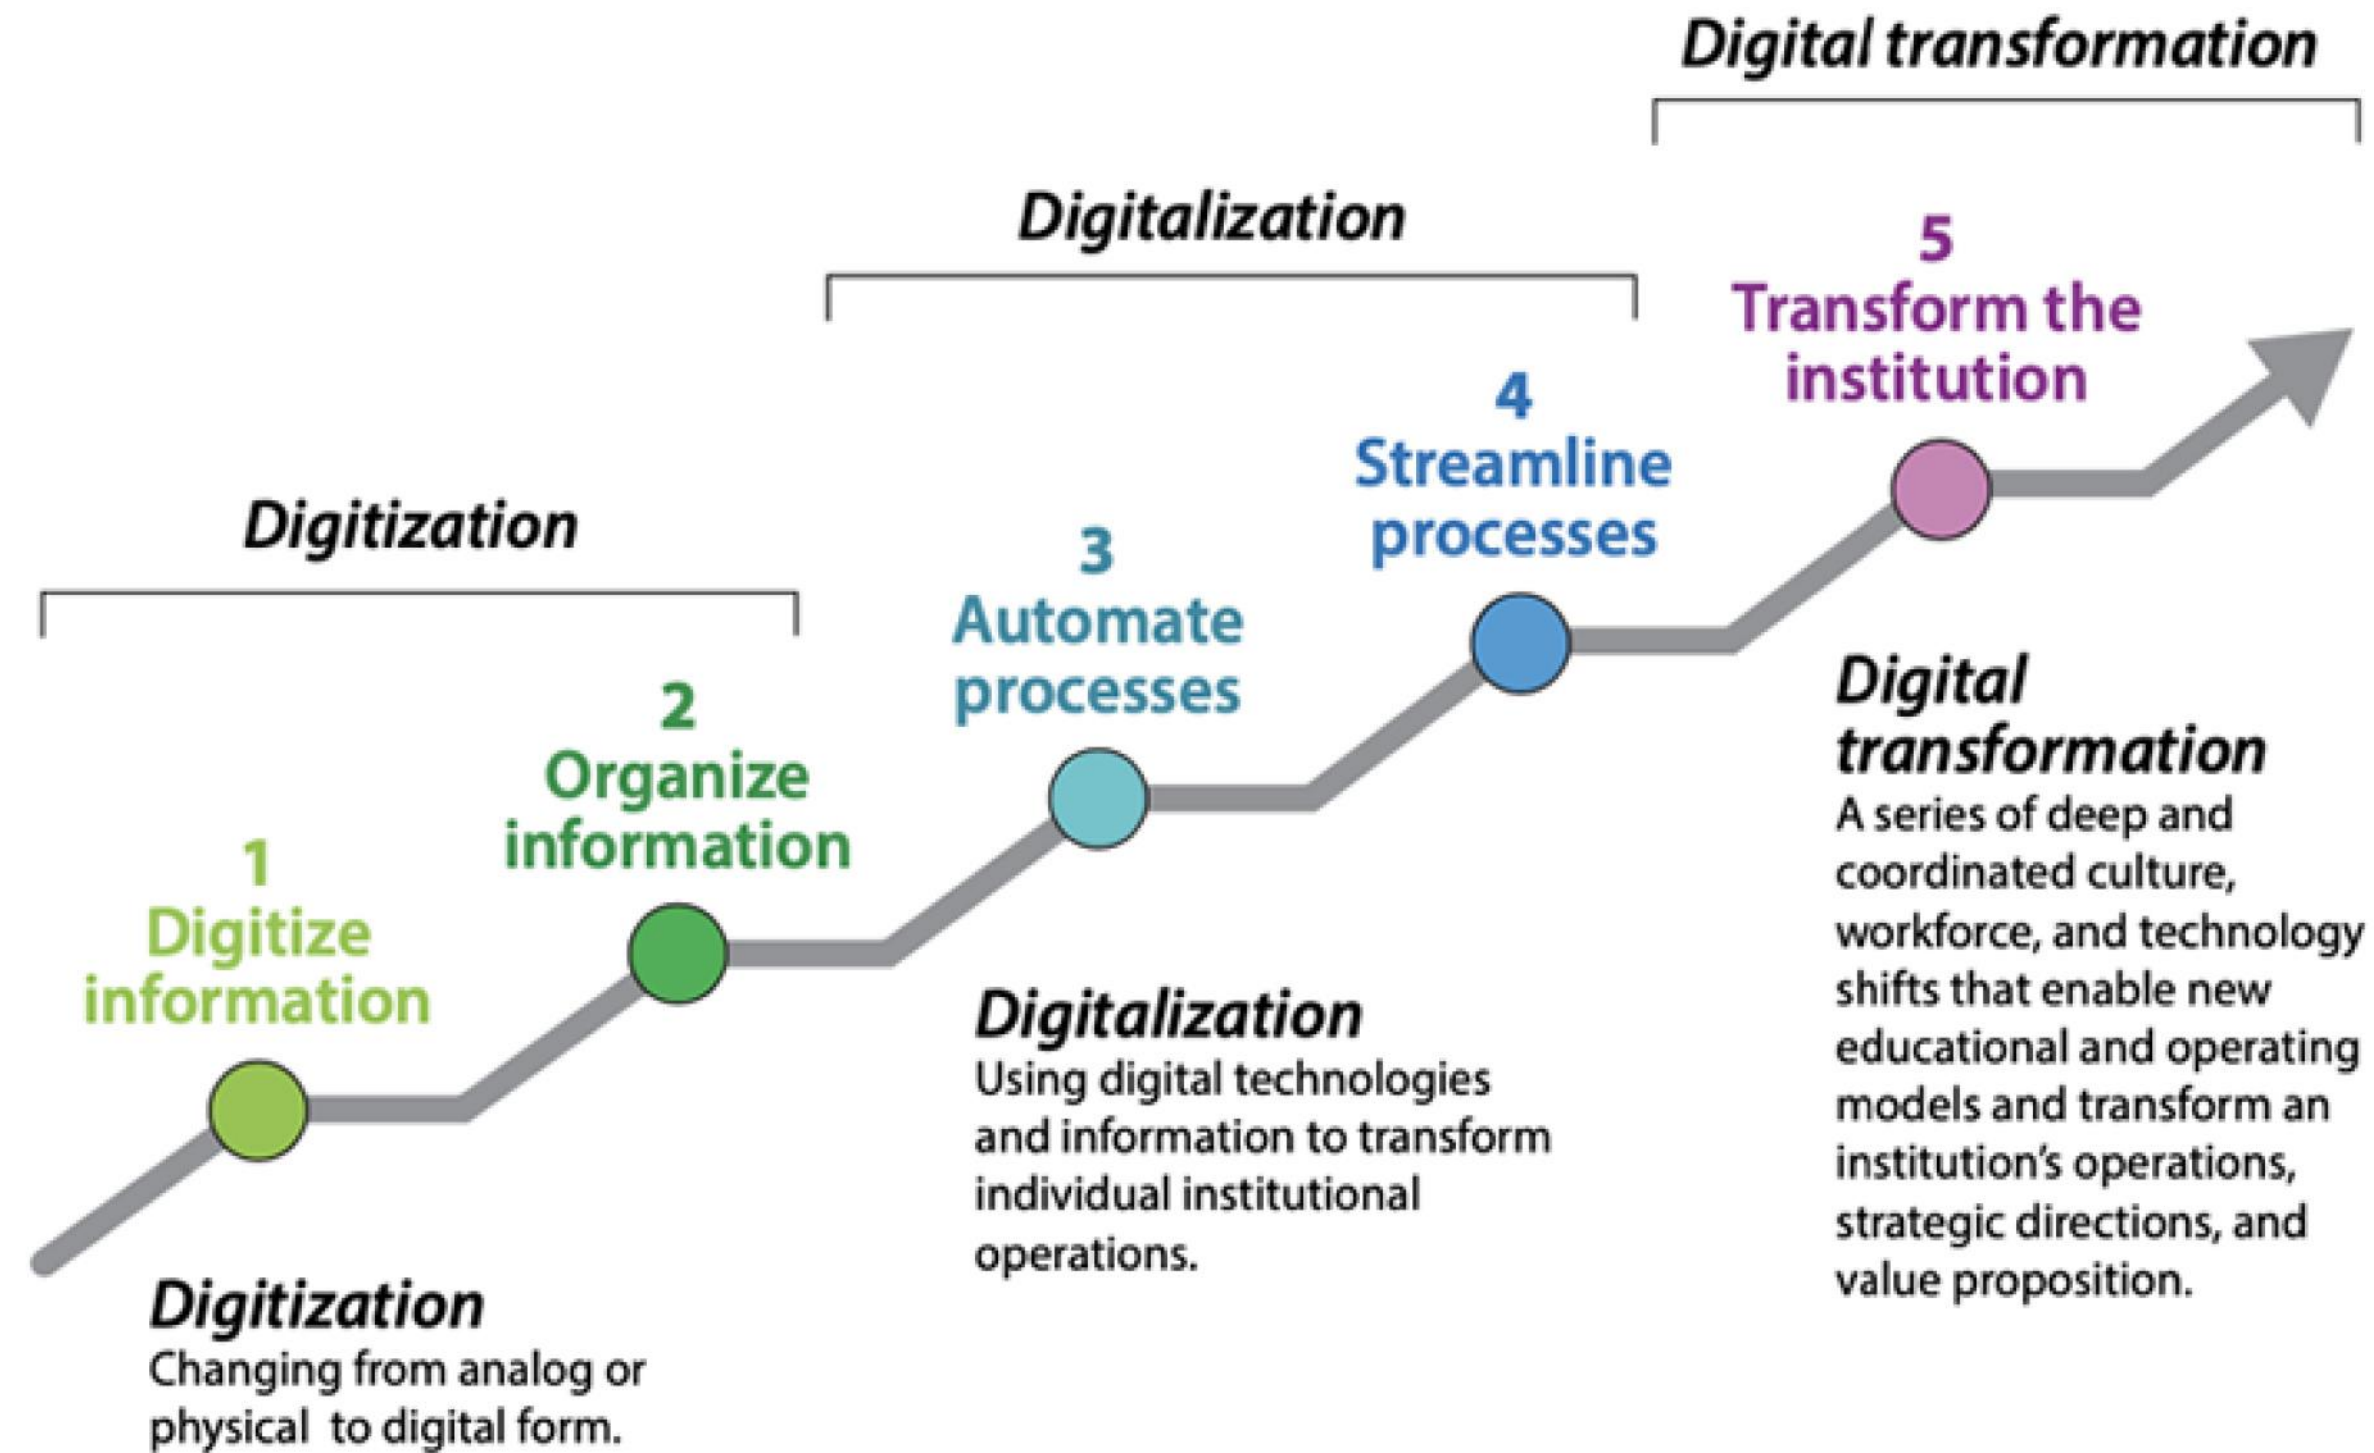 Digital transformation
Digitalization
5
Transform the
institution
4
Streamline
processes
Digitization
3
Automate
processes
2
Organize
information
1
Digitize
information
Digital
transformation
A series of deep and
coordinated culture,
workforce, and technology
shifts that enable new
educational and operating
models and transform an
institution's operations,
strategic directions, and
value proposition.
Digitalization
Using digital technologies
and information to transform
individual institutional
operations.
Digitization
Changing from analog or
physical to digital form.